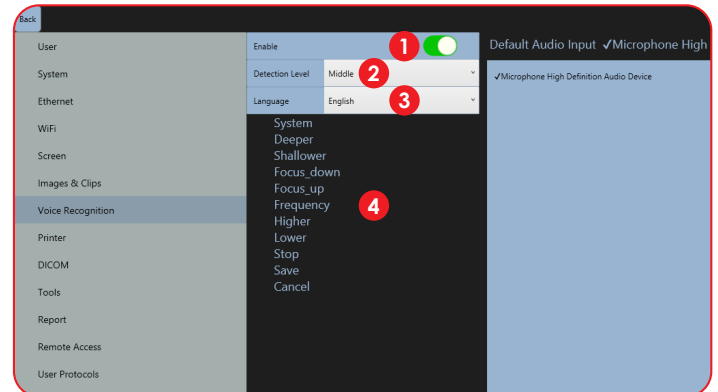 Back
User
System
Ethernet
WiFi
Screen
Images & Clips
Voice Recognition
Printer
DICOM
Tools
Report
Remote Access
User Protocols
Enable 1
Detection Level Middle 2
Language English 3
System
Deeper
Shallower
Focus_down
Focus_up
Frequency 4
Higher
Lower
Stop
Save
Cancel
Default Audio Input ✓Microphone High
✓Microphone High Definition Audio Device